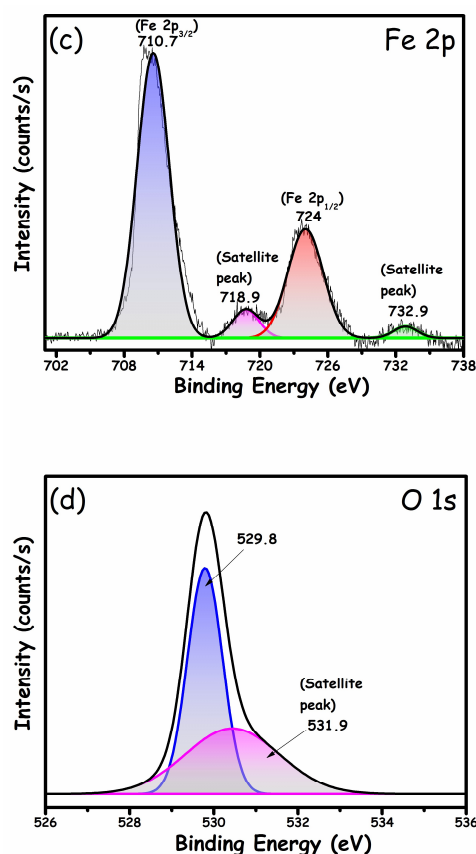 (c)
Fe 2p
(Fe 2p3/2)
710.7
(Fe 2p1/2)
724
(Satellite
peak)
718.9
(Satellite
peak)
732.9
Intensity (counts/s)
702 708 714 720 726 732 738
Binding Energy (eV)
(d)
O 1s
529.8
(Satellite
peak)
531.9
Intensity (counts/s)
526 528 530 532 534 536
Binding Energy (eV)